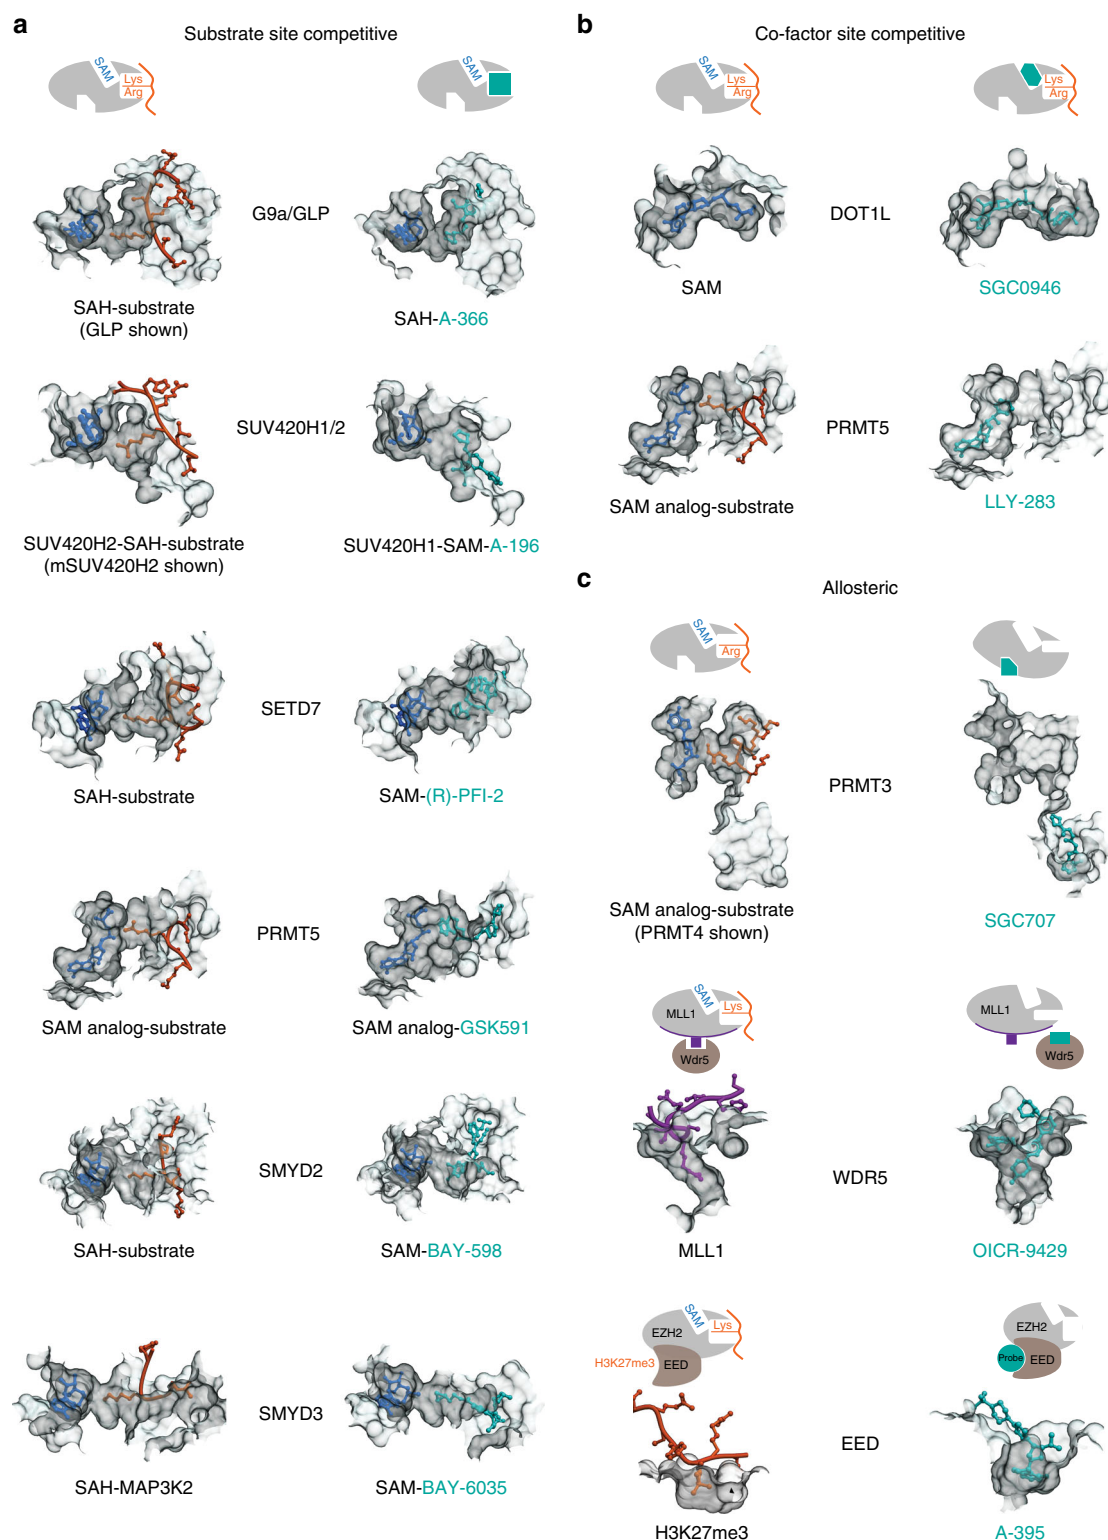 a
Substrate site competitive
SAM
Lys
Arg
SAM
G9a/GLP
SAH-substrate
(GLP shown)
SAH-A-366
SUV420H1/2
SUV420H2-SAH-substrate
(mSUV420H2 shown)
SUV420H1-SAM-A-196
SETD7
SAH-substrate
SAM-(R)-PFI-2
PRMT5
SAM analog-substrate
SAM analog-GSK591
SMYD2
SAH-substrate
SAM-BAY-598
SMYD3
SAH-MAP3K2
SAM-BAY-6035
b
Co-factor site competitive
SAM
Lys
Arg
Lys
Arg
DOT1L
SAM
SGC0946
PRMT5
SAM analog-substrate
LLY-283
c
Allosteric
SAM
Arg
PRMT3
SAM analog-substrate
(PRMT4 shown)
SGC707
MLL1
SAM
Lys
Wdr5
MLL1
Wdr5
WDR5
MLL1
OICR-9429
SAM
EZH2
Lys
H3K27me3
EED
EZH2
Probe
EED
EED
H3K27me3
A-395